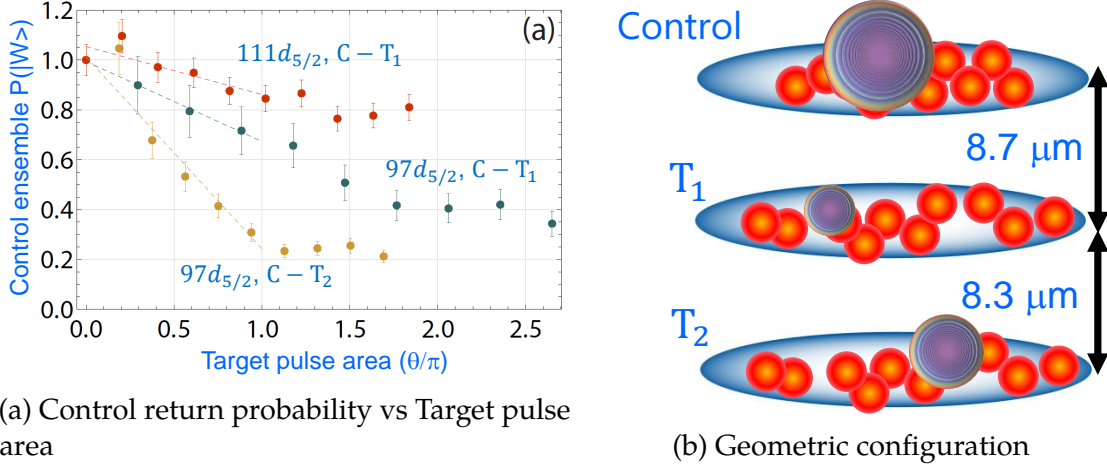 (a)
1.2
1.0
0.8
0.6
0.4
0.2
0.0
Control ensemble P(|W>
111d5/2, C − T1
97d5/2, C − T1
97d5/2, C − T2
0.0 0.5 1.0 1.5 2.0 2.5
Target pulse area (θ/π)
(a) Control return probability vs Target pulse
area
Control
8.7 μm
T1
8.3 μm
T2
(b) Geometric configuration